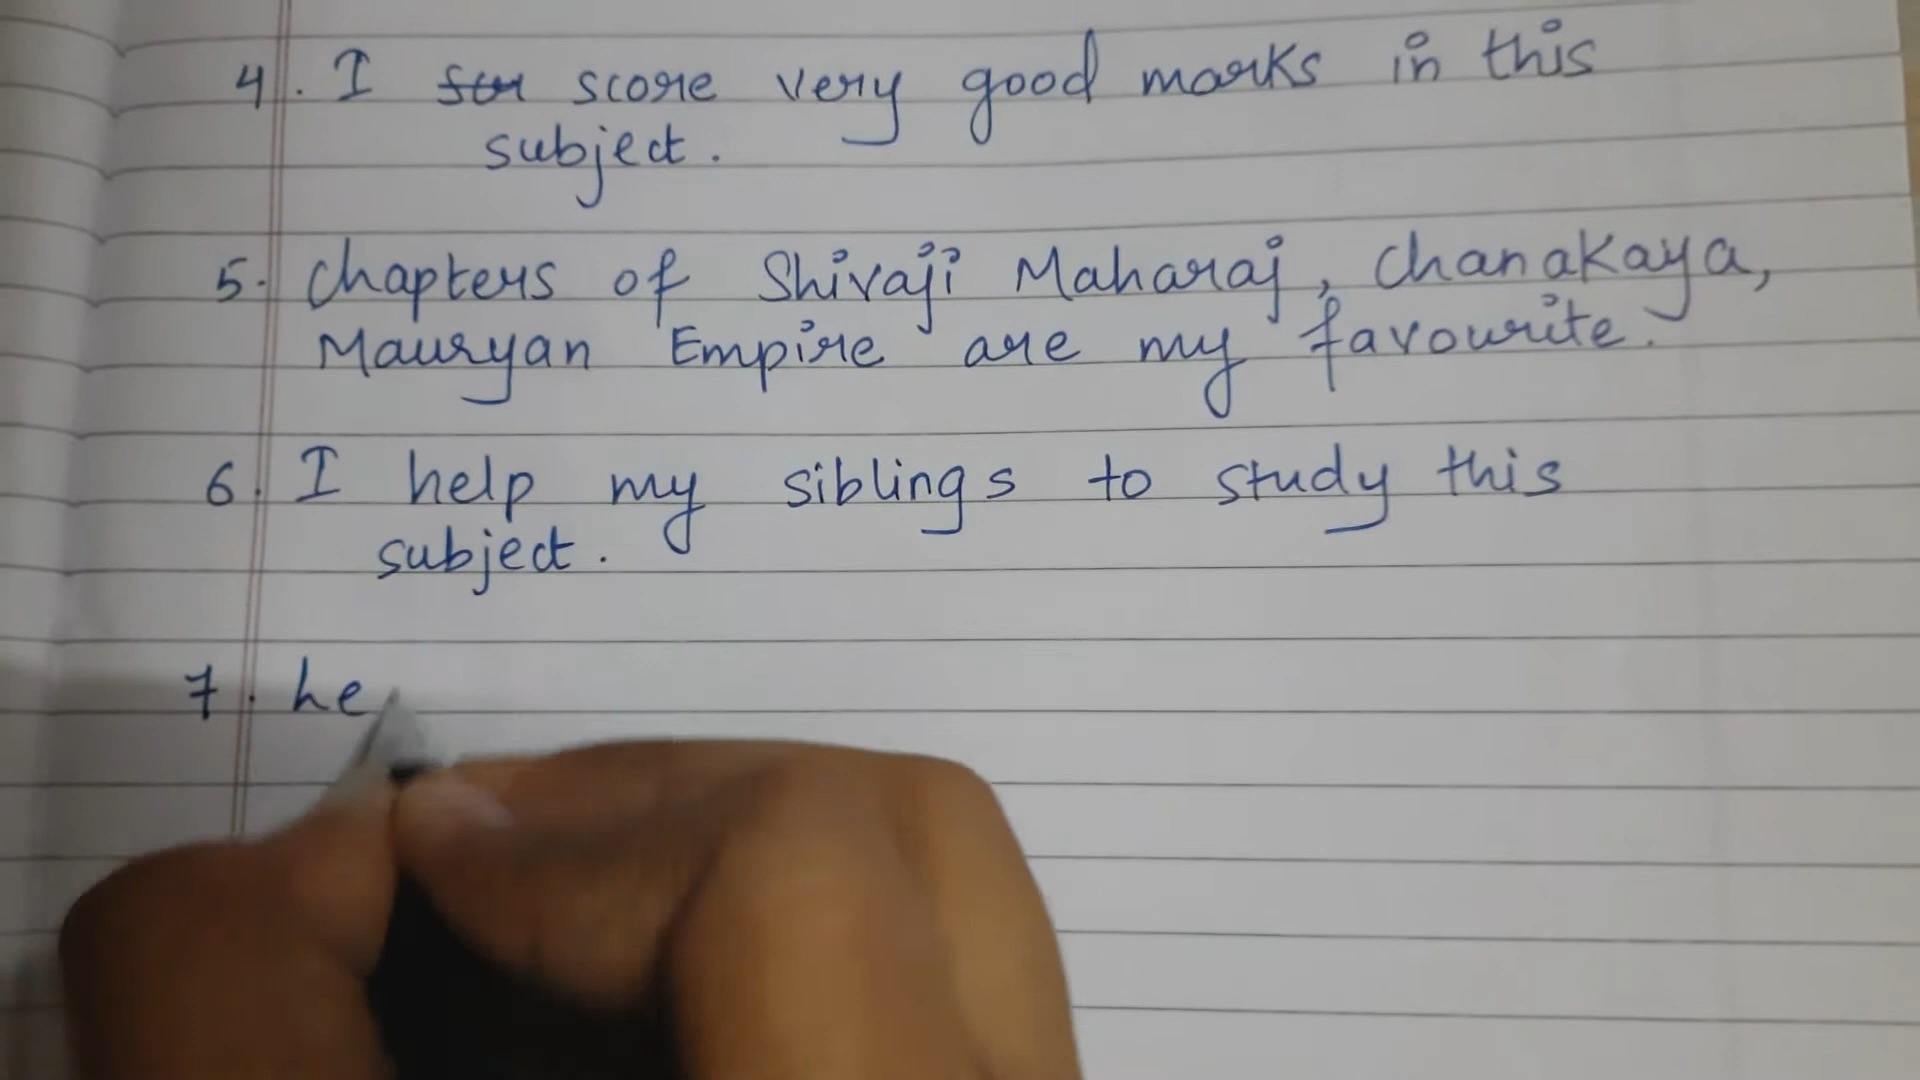 4. I score very good marks in this
subject.
5. Chapters of Shivaji Maharaj, Chanakaya,
Mauryan Empire are my favourite.
6. I help my siblings to study this
subject.
7. he